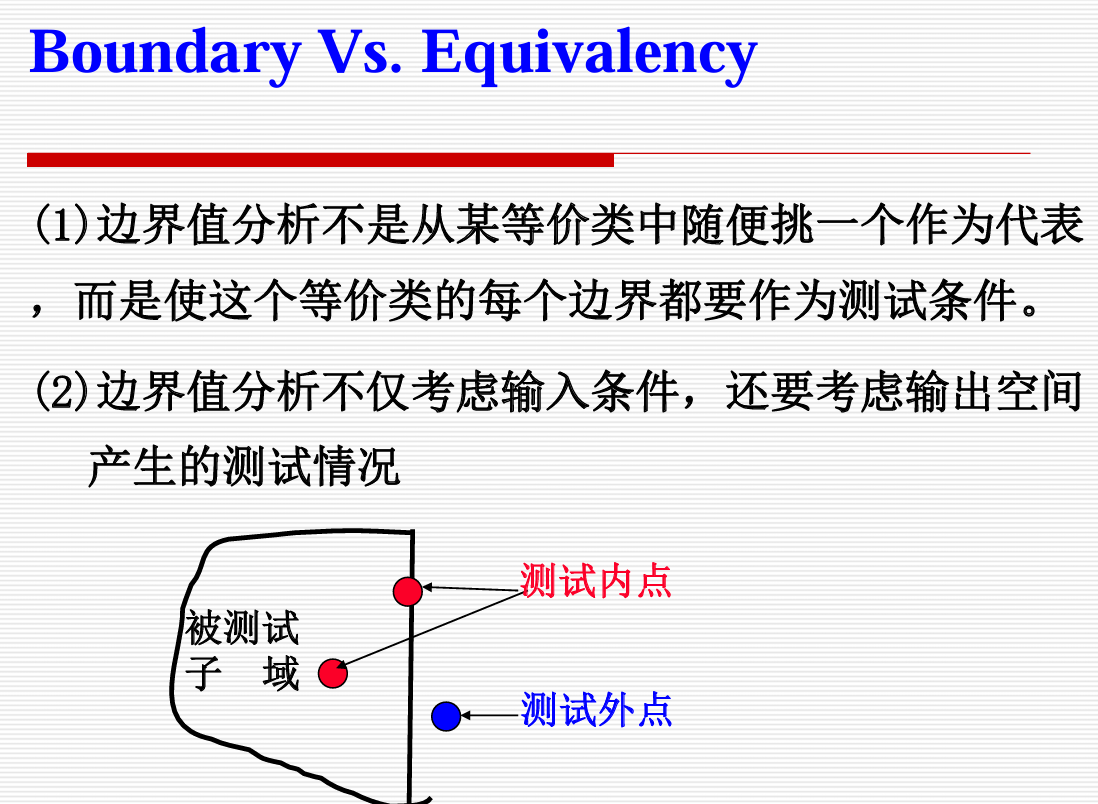 Boundary Vs. Equivalency
(1)边界值分析不是从某等价类中随便挑一个作为代表
，而是使这个等价类的每个边界都要作为测试条件。
(2)边界值分析不仅考虑输入条件，还要考虑输出空间
产生的测试情况
测试内点
被测试
子 域
测试外点